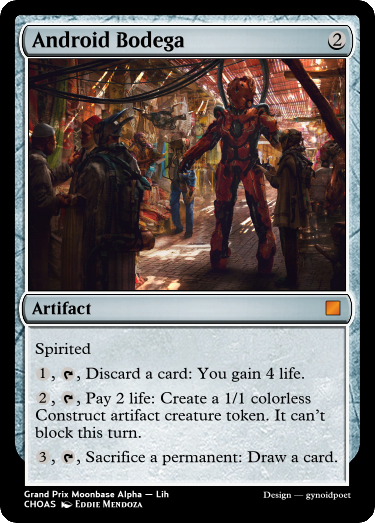 Android Bodega 2
Artifact
Spirited
1, , Discard a card: You gain 4 life.
2, , Pay 2 life: Create a 1/1 colorless
Construct artifact creature token. It can't
block this turn.
3, , Sacrifice a permanent: Draw a card.
Grand Prix Moonbase Alpha — Lih
CHOAS Eddie Mendoza
Design — gynoidpoet